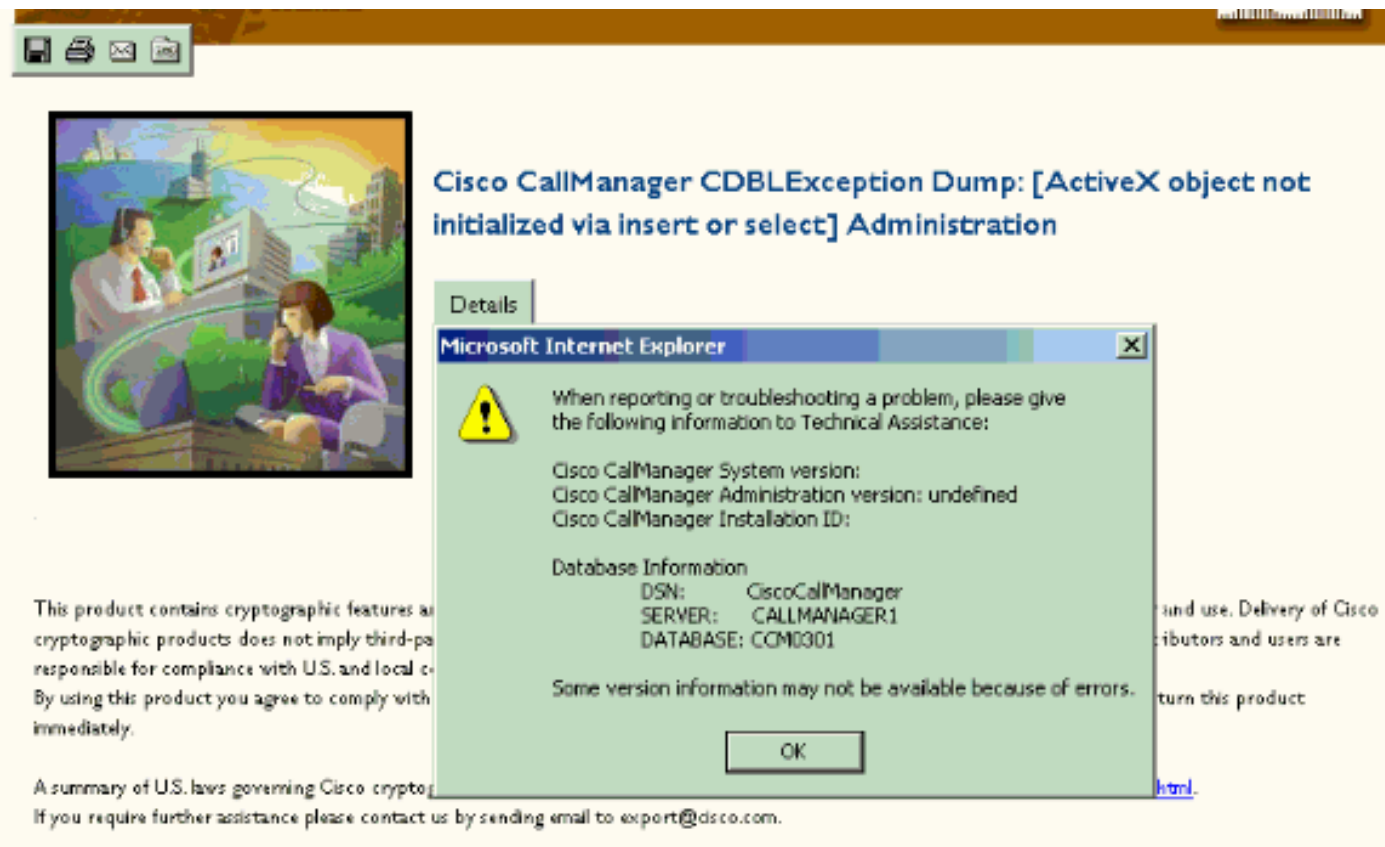 Cisco CallManager CDBLException Dump: [ActiveX object not
initialized via insert or select] Administration
Details
Microsoft Internet Explorer
When reporting or troubleshooting a problem, please give
the following information to Technical Assistance:
Cisco CallManager System version:
Cisco CallManager Administration version: undefined
Cisco CallManager Installation ID:
Database Information
DSN: CiscoCallManager
SERVER: CALLMANAGER1
DATABASE: CCM0301
Some version information may not be available because of errors.
OK
This product contains cryptographic features and use. Delivery of Cisco
cryptographic products does not imply third-pa ibutors and users are
responsible for compliance with U.S. and local c
By using this product you agree to comply with turn this product
immediately.
A summary of U.S. laws governing Cisco cryptog html.
If you require further assistance please contact us by sending email to export@cisco.com.